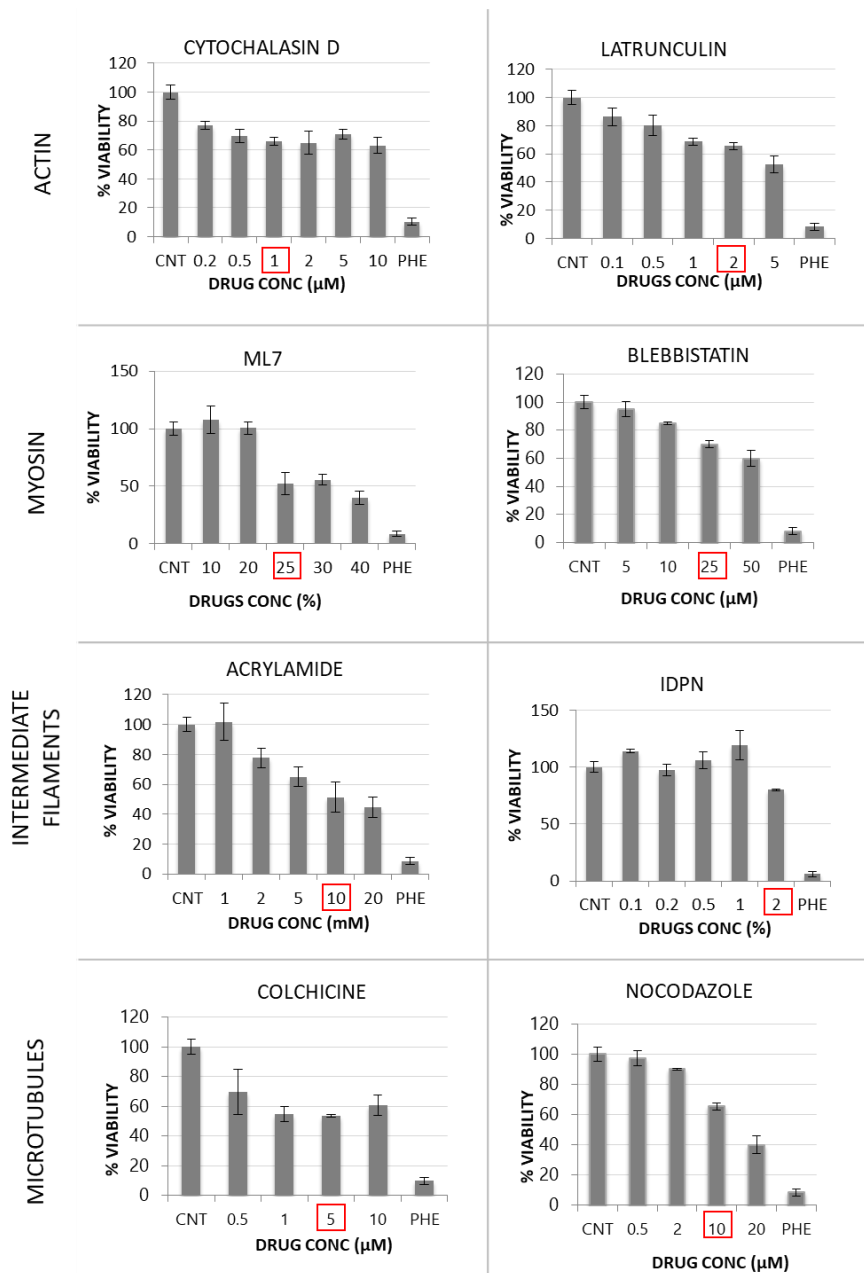 ACTIN
CYTOCHALASIN D
% VIABILITY
120
100
80
60
40
20
0
CNT 0.2 0.5 1 2 5 10 PHE
DRUG CONC (µM)
LATRUNCULIN
% VIABILITY
120
100
80
60
40
20
0
CNT 0.1 0.5 1 2 5 PHE
DRUGS CONC (µM)
MYOSIN
ML7
% VIABILITY
150
100
50
0
CNT 10 20 25 30 40 PHE
DRUGS CONC (%)
BLEBBISTATIN
% VIABILITY
120
100
80
60
40
20
0
CNT 5 10 25 50 PHE
DRUG CONC (µM)
INTERMEDIATE
FILAMENTS
ACRYLAMIDE
% VIABILITY
120
100
80
60
40
20
0
CNT 1 2 5 10 20 PHE
DRUG CONC (mM)
IDPN
% VIABILITY
150
100
50
0
CNT 0.1 0.2 0.5 1 2 PHE
DRUGS CONC (%)
MICROTUBULES
COLCHICINE
% VIABILITY
120
100
80
60
40
20
0
CNT 0.5 1 5 10 PHE
DRUG CONC (µM)
NOCODAZOLE
% VIABILITY
120
100
80
60
40
20
0
CNT 0.5 2 10 20 PHE
DRUG CONC (µM)